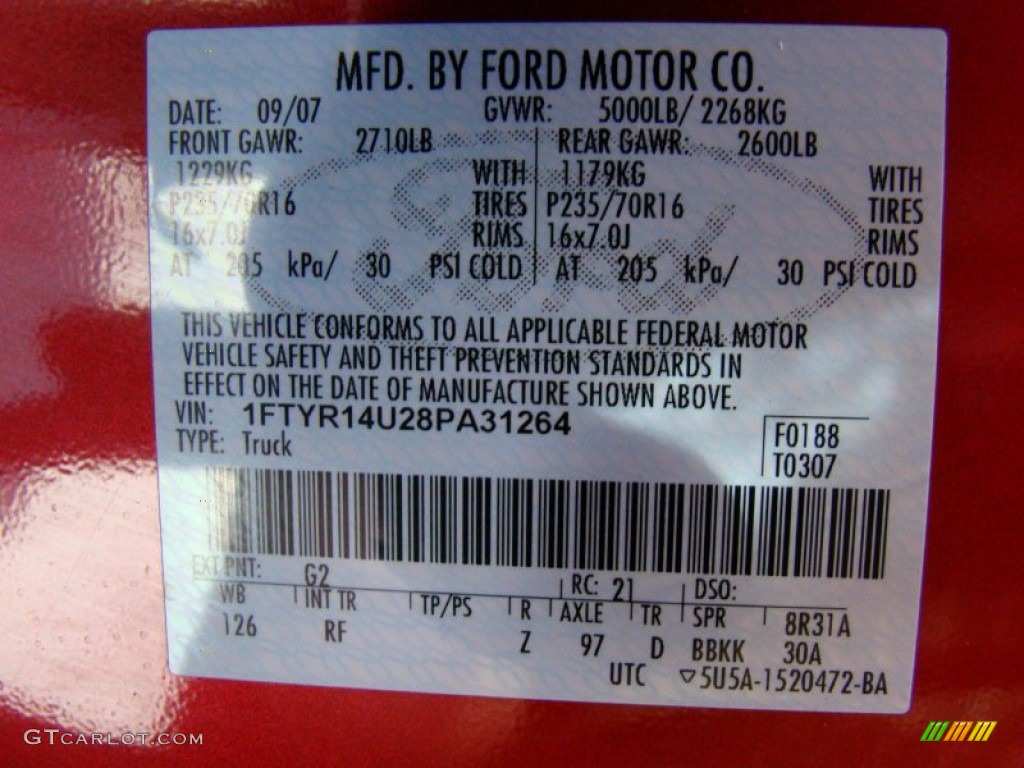 MFD. BY FORD MOTOR CO.
DATE: 09/07 GVWR: 5000LB/ 2268KG
FRONT GAWR: 2710LB REAR GAWR: 2600LB
1229KG WITH 1179KG WITH
P235/70R16 TIRES P235/70R16 TIRES
16x7.0J RIMS 16x7.0J RIMS
AT 205 kPa/ 30 PSI COLD AT 205 kPa/ 30 PSI COLD
Ford
THIS VEHICLE CONFORMS TO ALL APPLICABLE FEDERAL MOTOR
VEHICLE SAFETY AND THEFT PREVENTION STANDARDS IN
EFFECT ON THE DATE OF MANUFACTURE SHOWN ABOVE.
VIN: 1FTYR14U28PA31264
TYPE: Truck
F0188
T0307
EXT PNT: G2 RC: 21 DSO:
WB INT TR TP/PS R AXLE TR SPR 8R31A
126 RF Z 97 D BBKK 30A
UTC ▽5U5A-1520472-BA
GTCARLOT.COM